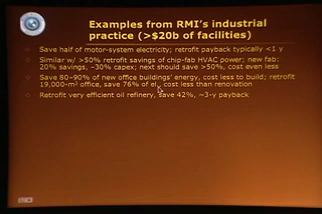 Examples from RMI's industrial
practice (>$20b of facilities)
Save half of motor-system electricity; retrofit payback typically <1 y
Similar w/ >50% retrofit savings of chip-fab HVAC power; new fab:
20% savings, –30% capex; next should save >50%, cost even less
Save 80–90% of new office buildings' energy, cost less to build; retrofit
19,000-m² office, save 76% of el., cost less than renovation
Retrofit very efficient oil refinery, save 42%, ~3-y payback